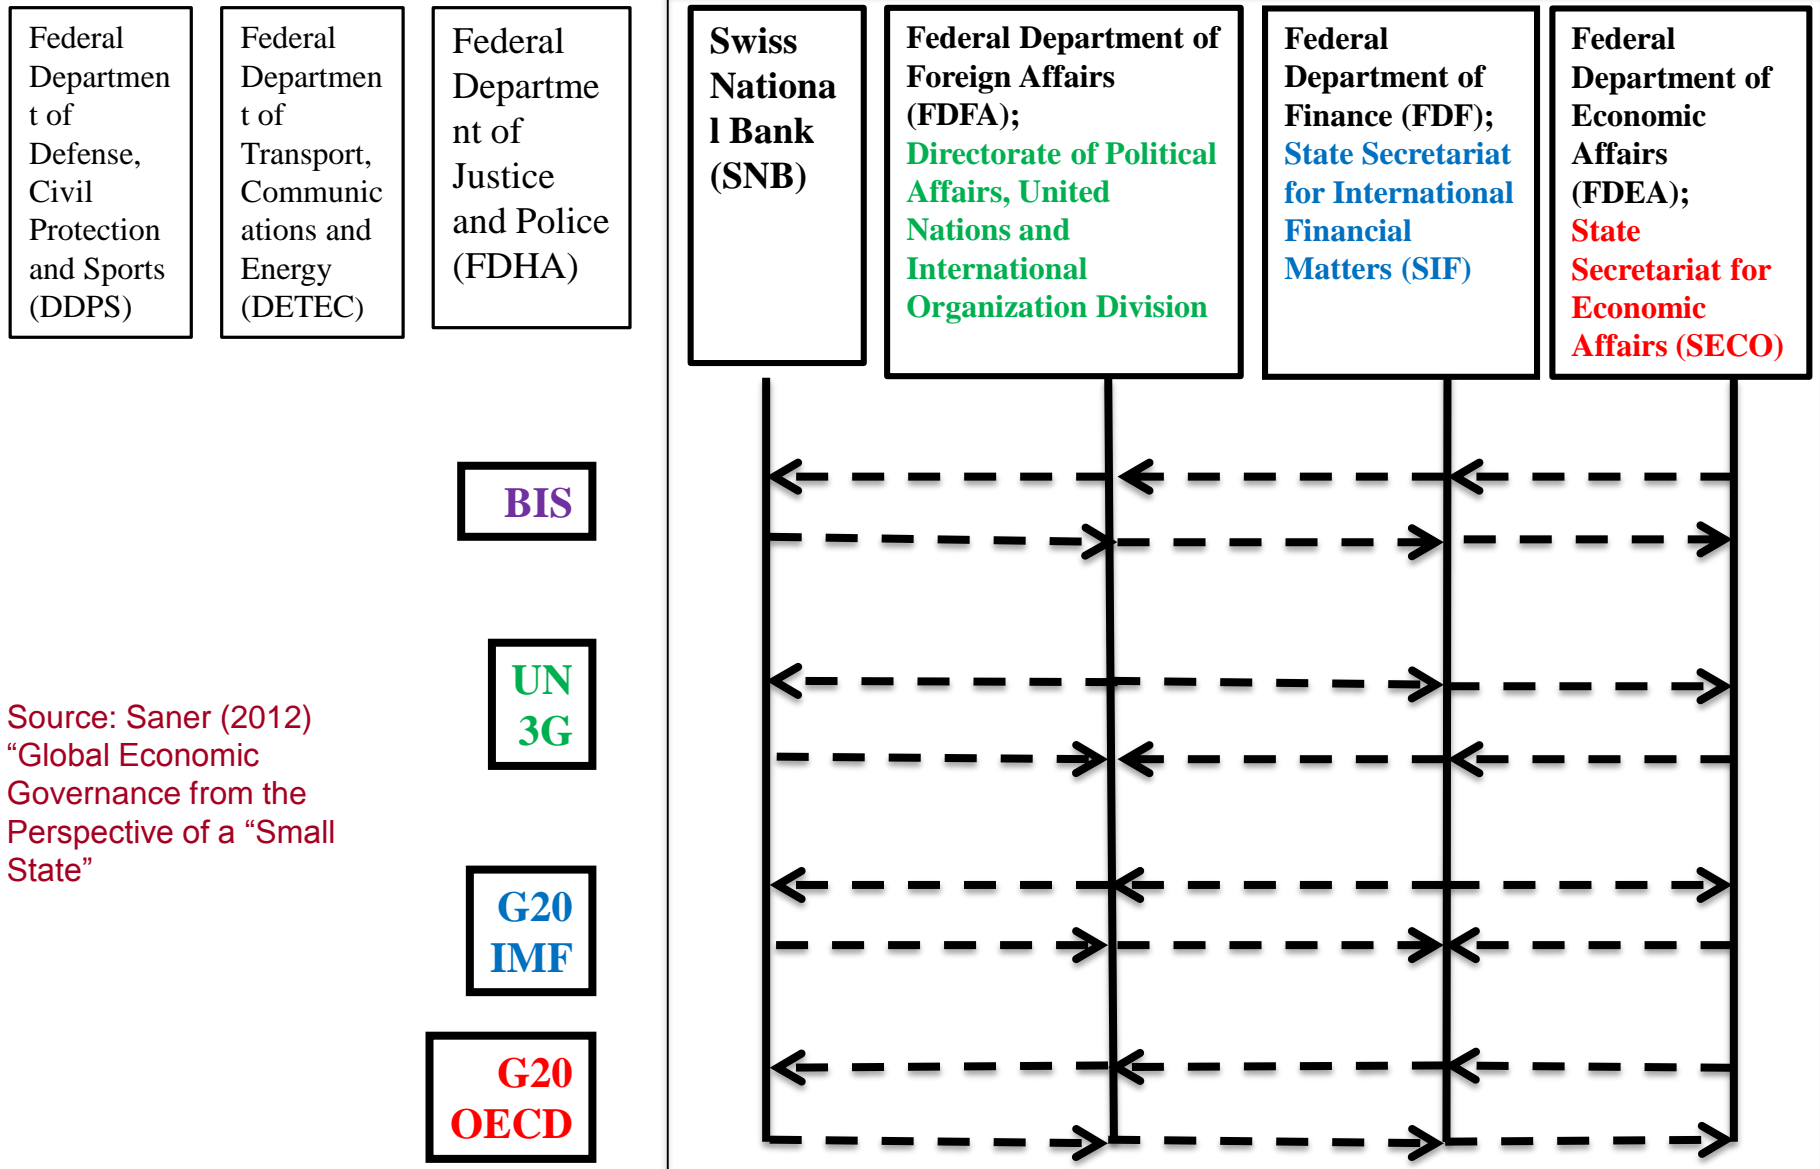 Federal
Departmen
t of
Defense,
Civil
Protection
and Sports
(DDPS)
Federal
Departmen
t of
Transport,
Communic
ations and
Energy
(DETEC)
Federal
Departme
nt of
Justice
and Police
(FDHA)
Swiss
Nationa
l Bank
(SNB)
Federal Department of
Foreign Affairs
(FDFA);
Directorate of Political
Affairs, United
Nations and
International
Organization Division
Federal
Department of
Finance (FDF);
State Secretariat
for International
Financial
Matters (SIF)
Federal
Department of
Economic
Affairs
(FDEA);
State
Secretariat for
Economic
Affairs (SECO)
BIS
UN
3G
Source: Saner (2012)
“Global Economic
Governance from the
Perspective of a “Small
State”
G20
IMF
G20
OECD